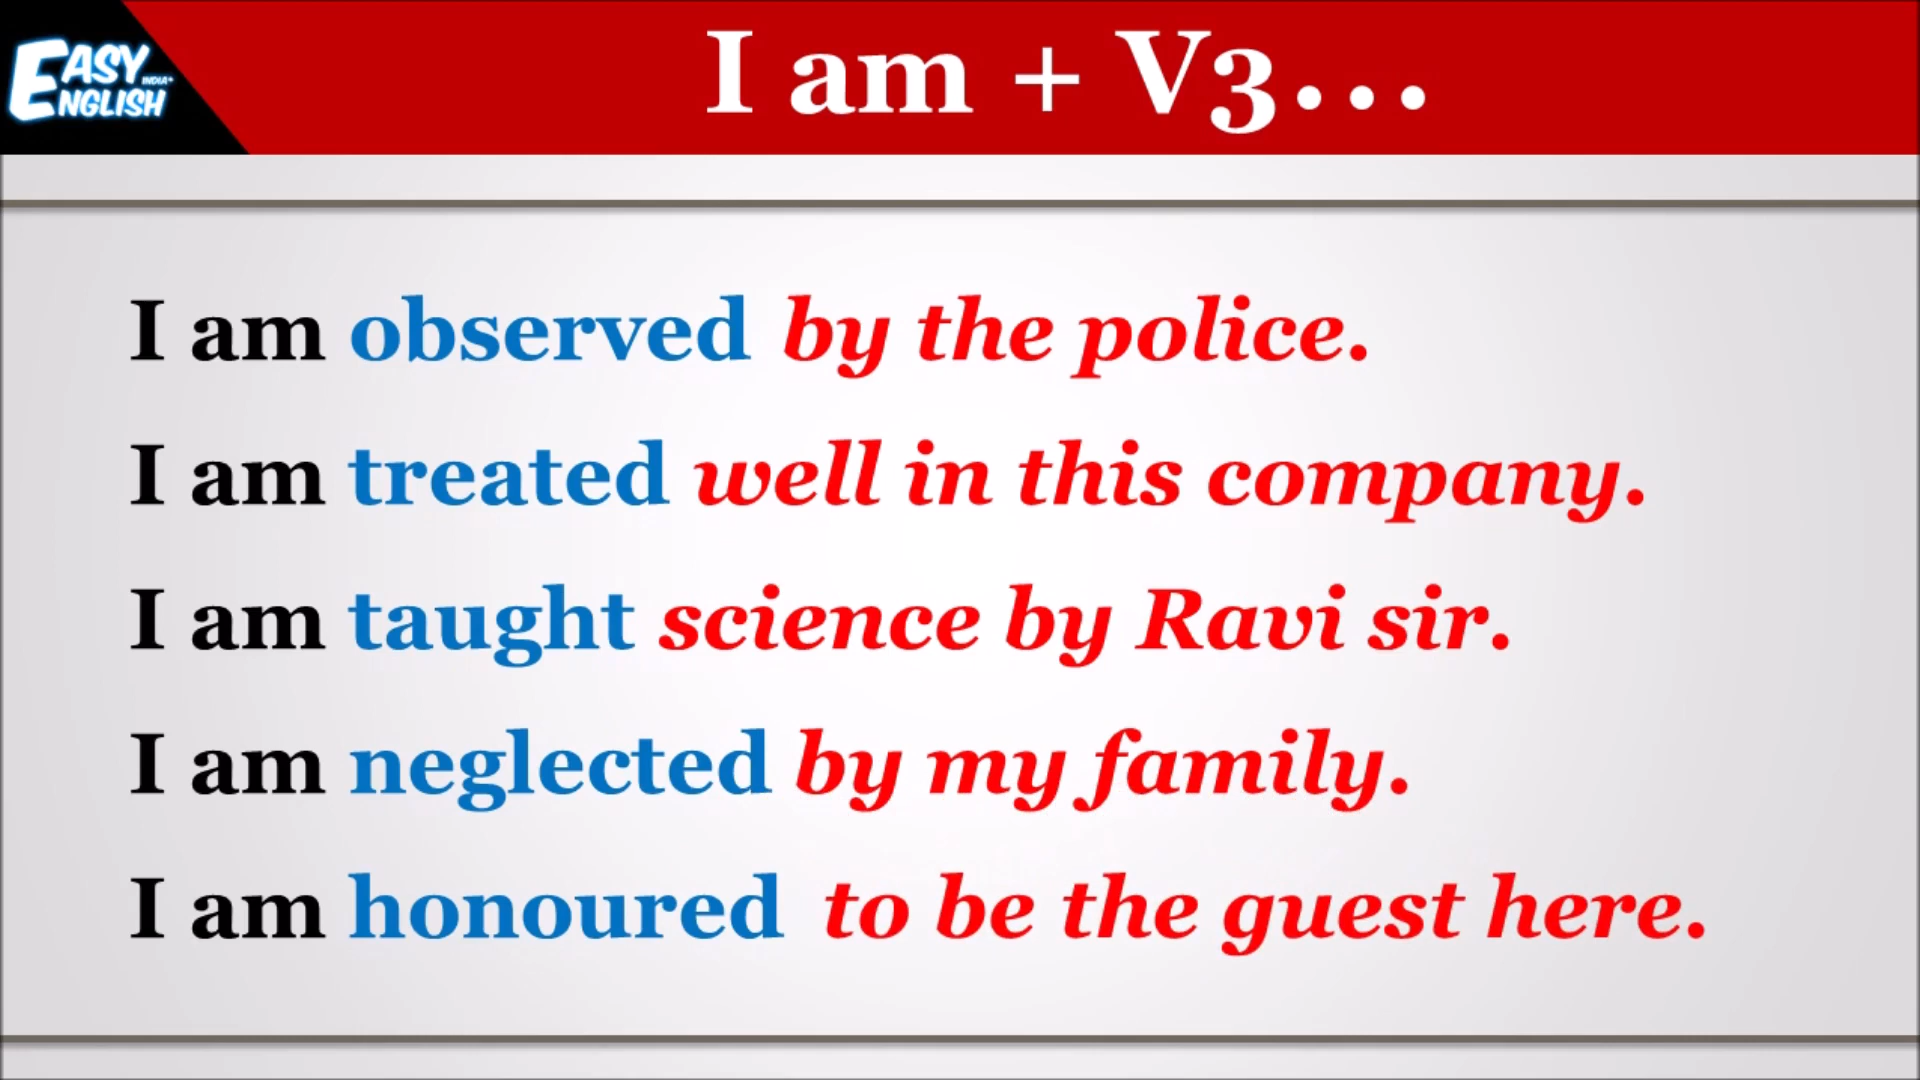 EASY
INDIA
ENGLISH
I am + V3...
I am observed by the police.
I am treated well in this company.
I am taught science by Ravi sir.
I am neglected by my family.
I am honoured to be the guest here.